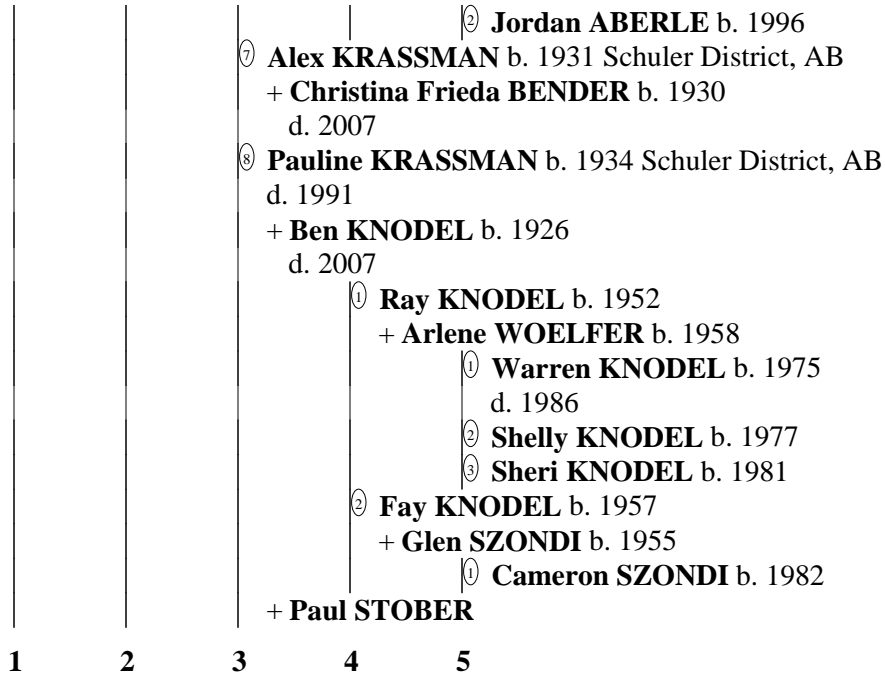 ② Jordan ABERLE b. 1996
⑦ Alex KRASSMAN b. 1931 Schuler District, AB
+ Christina Frieda BENDER b. 1930
d. 2007
⑧ Pauline KRASSMAN b. 1934 Schuler District, AB
d. 1991
+ Ben KNODEL b. 1926
d. 2007
① Ray KNODEL b. 1952
+ Arlene WOELFER b. 1958
① Warren KNODEL b. 1975
d. 1986
② Shelly KNODEL b. 1977
③ Sheri KNODEL b. 1981
② Fay KNODEL b. 1957
+ Glen SZONDI b. 1955
① Cameron SZONDI b. 1982
+ Paul STOBER
1 2 3 4 5